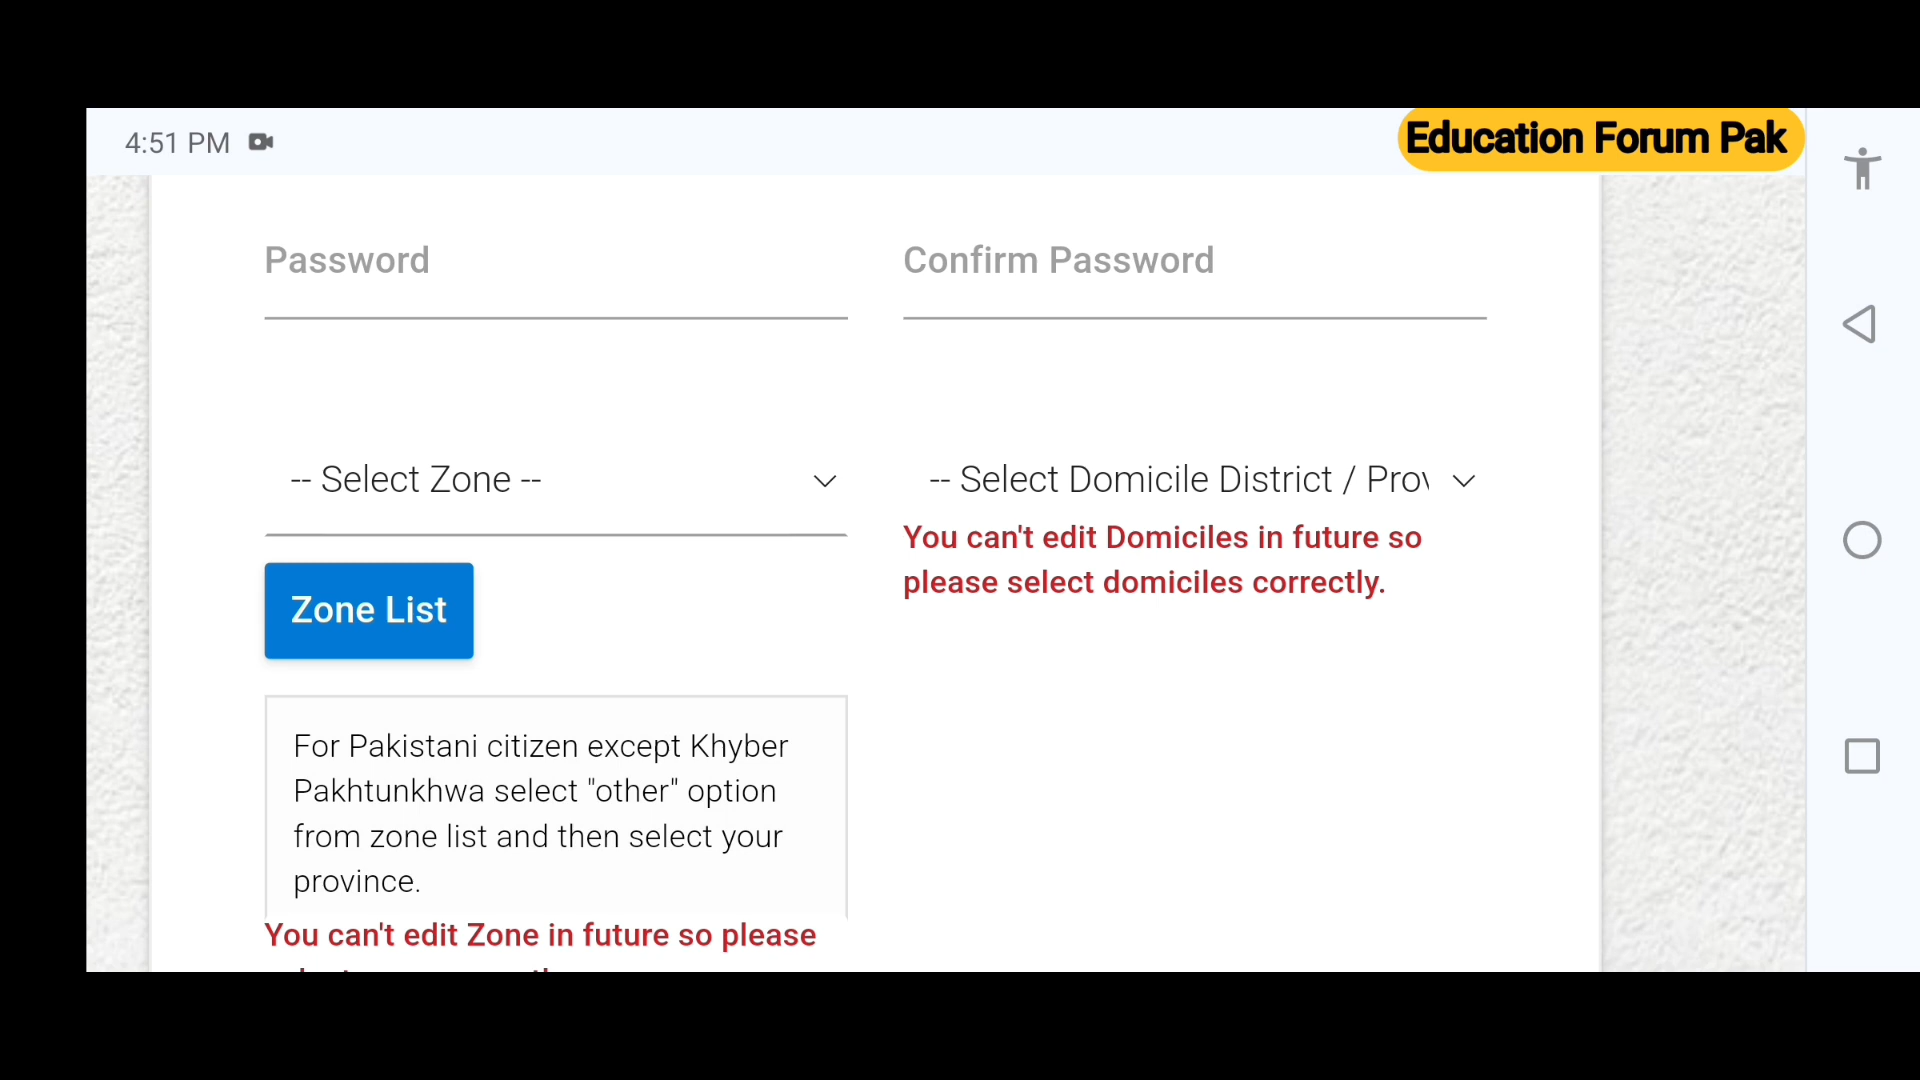 4:51 PM
Education Forum Pak
Password
Confirm Password
-- Select Zone --
-- Select Domicile District / Prov
You can't edit Domiciles in future so
please select domiciles correctly.
Zone List
For Pakistani citizen except Khyber
Pakhtunkhwa select "other" option
from zone list and then select your
province.
You can't edit Zone in future so please